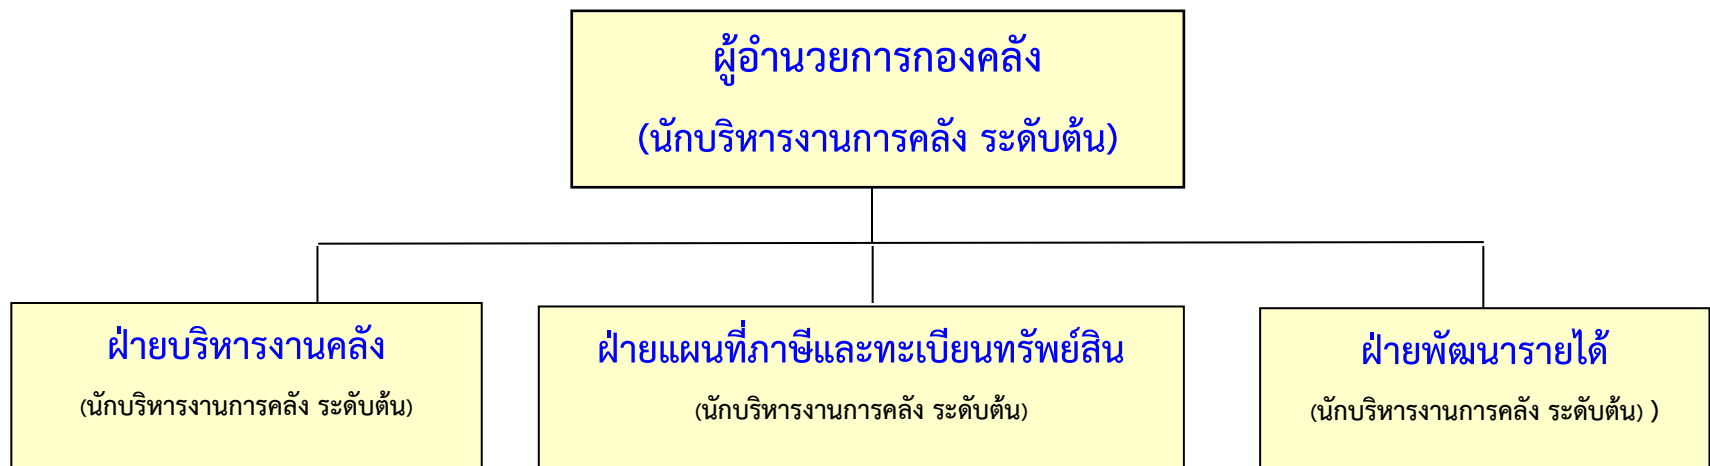 ผู้อำนวยการกองคลัง
(นักบริหารงานการคลัง ระดับต้น)
ฝ่ายบริหารงานคลัง
(นักบริหารงานการคลัง ระดับต้น)
ฝ่ายแผนที่ภาษีและทะเบียนทรัพย์สิน
(นักบริหารงานการคลัง ระดับต้น)
ฝ่ายพัฒนารายได้
(นักบริหารงานการคลัง ระดับต้น) )